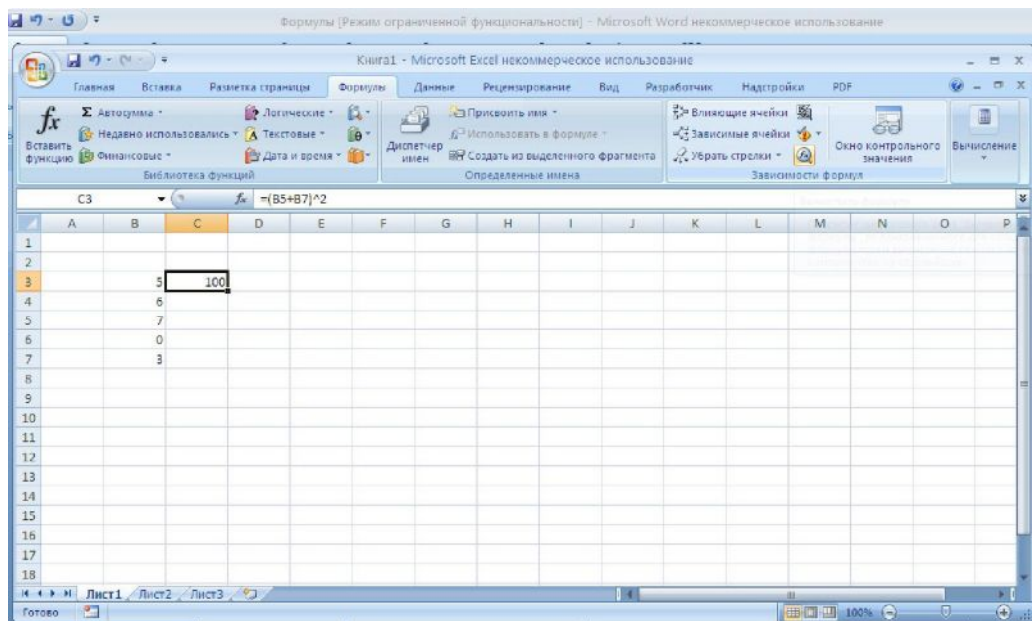 Формулы [Режим ограниченной функциональности] - Microsoft Word некоммерческое использование
Книга1 - Microsoft Excel некоммерческое использование
Главная Вставка Разметка страницы Формулы Данные Рецензирование Вид Разработчик Надстройки PDF
fx Вставить функцию
Σ Автосумма
Недавно использовались
Финансовые
Логические
Текстовые
Дата и время
Библиотека функций
Диспетчер имен
Присвоить имя
Использовать в формуле
Создать из выделенного фрагмента
Определенные имена
Влияющие ячейки
Зависимые ячейки
Убрать стрелки
Окно контрольного значения
Зависимости формул
Вычисление
C3 fx =(B5+B7)^2
A B C D E F G H I J K L M N O P
1
2
3 5 100
4 6
5 7
6 0
7 3
8
9
10
11
12
13
14
15
16
17
18
Лист1 Лист2 Лист3
Готово 100%